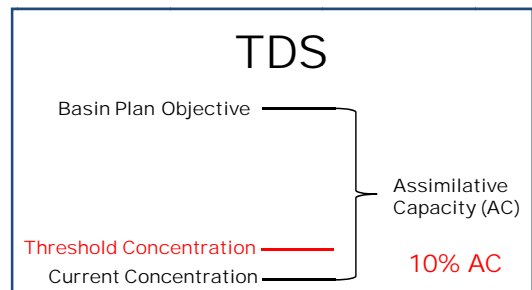 TDS
Basin Plan Objective
Assimilative
Capacity (AC)
Threshold Concentration
10% AC
Current Concentration